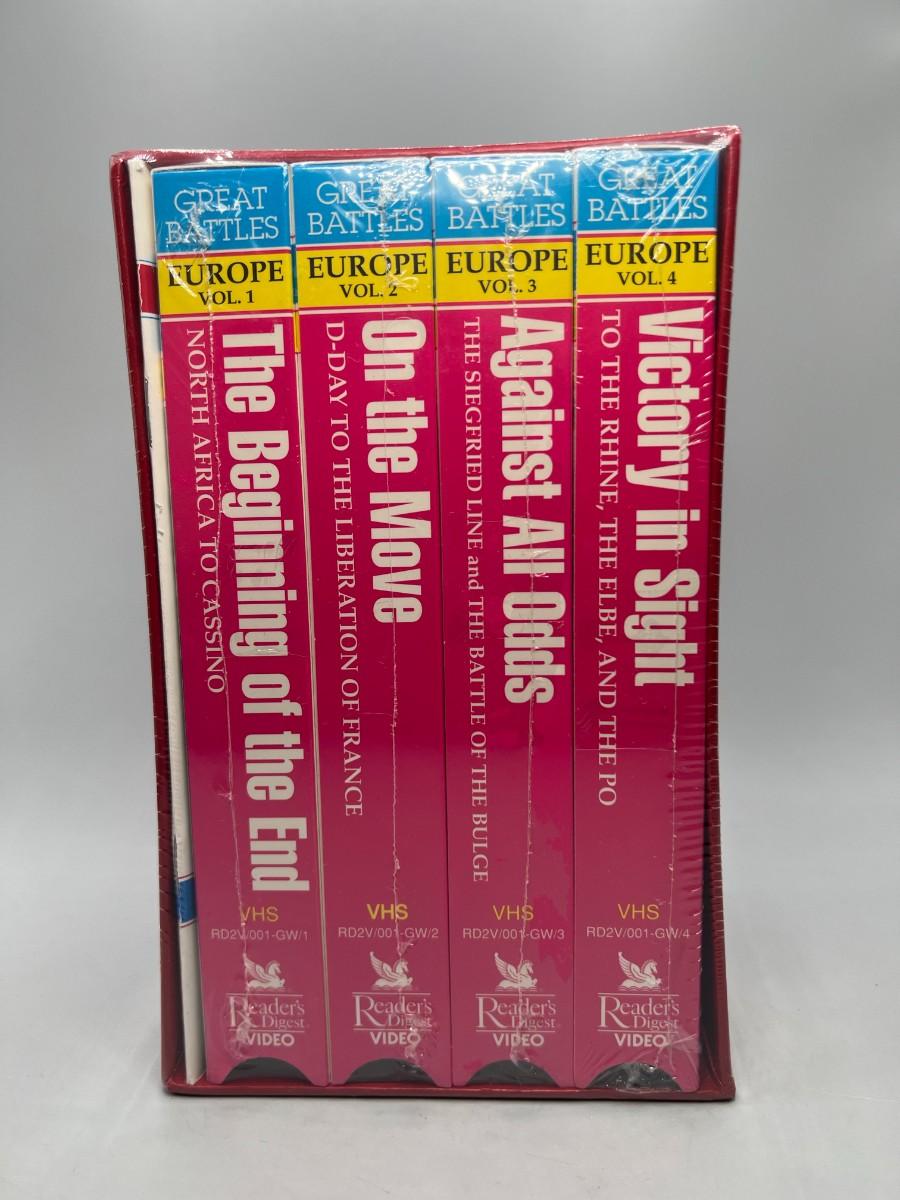 GREAT
BATTLES
EUROPE
VOL. 1
The Beginning of the End
NORTH AFRICA TO CASSINO
VHS
RD2V/001-GW/1
Reader's
Digest
VIDEO
GREAT
BATTLES
EUROPE
VOL. 2
On the Move
D-DAY TO THE LIBERATION OF FRANCE
VHS
RD2V/001-GW/2
Reader's
Digest
VIDEO
GREAT
BATTLES
EUROPE
VOL. 3
Against All Odds
THE SIEGFRIED LINE and THE BATTLE OF THE BULGE
VHS
RD2V/001-GW/3
Reader's
Digest
VIDEO
GREAT
BATTLES
EUROPE
VOL. 4
Victory in Sight
TO THE RHINE, THE ELBE, AND THE PO
VHS
RD2V/001-GW/4
Reader's
Digest
VIDEO